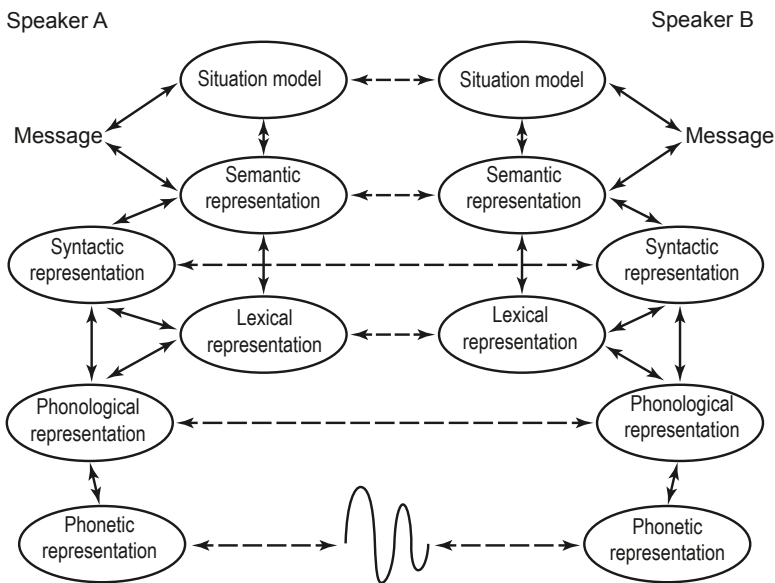 Speaker A
Speaker B
Situation model
Situation model
Message
Message
Semantic
representation
Semantic
representation
Syntactic
representation
Syntactic
representation
Lexical
representation
Lexical
representation
Phonological
representation
Phonological
representation
Phonetic
representation
Phonetic
representation